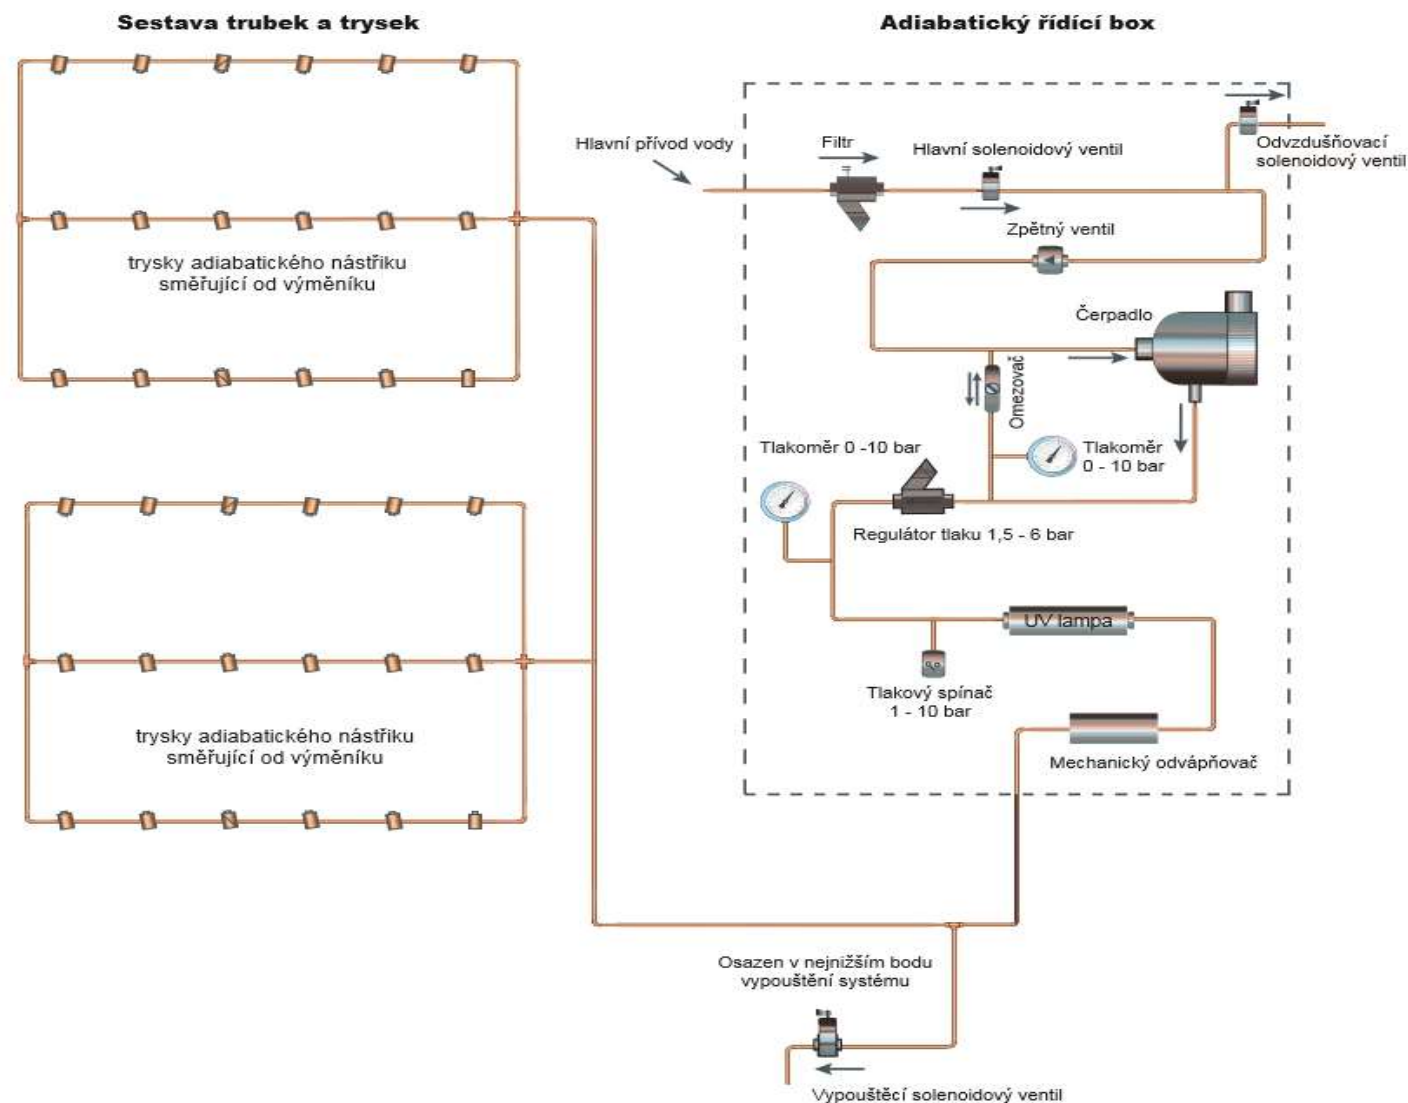 Sestava trubek a trysek
Adiabatický řídící box
Hlavní přívod vody
Filtr
Hlavní solenoidový ventil
Odvzdušňovací
solenoidový ventil
Zpětný ventil
trysky adiabatického nástřiku
směřující od výměníku
Čerpadlo
Omezovač
Tlakoměr 0 -10 bar
Tlakoměr
0 - 10 bar
Regulátor tlaku 1,5 - 6 bar
UV lampa
Tlakový spínač
1 - 10 bar
trysky adiabatického nástřiku
směřující od výměníku
Mechanický odvápňovač
Osazen v nejnižším bodu
vypouštění systému
Vypouštěcí solenoidový ventil